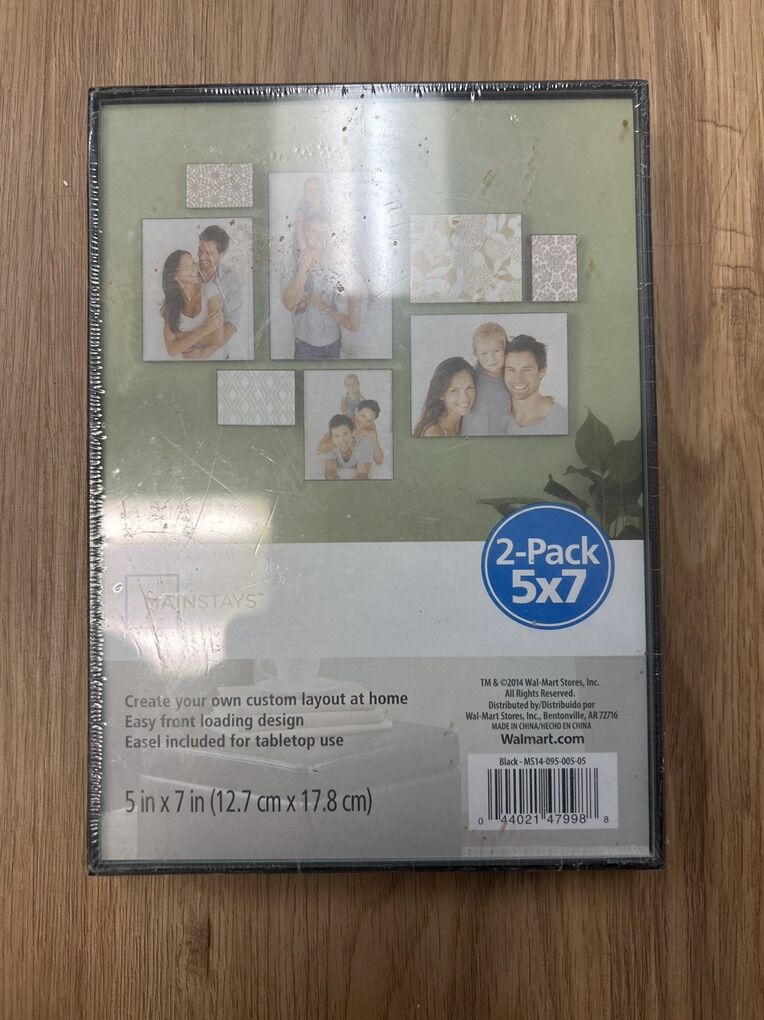 2-Pack
5x7
MAINSTAYS™
Create your own custom layout at home
Easy front loading design
Easel included for tabletop use
5 in x 7 in (12.7 cm x 17.8 cm)
TM & ©2014 Wal-Mart Stores, Inc.
All Rights Reserved.
Distributed by/Distribuido por
Wal-Mart Stores, Inc., Bentonville, AR 72716
MADE IN CHINA/HECHO EN CHINA
Walmart.com
Black - MS14-095-005-05
0 44021 47998 8